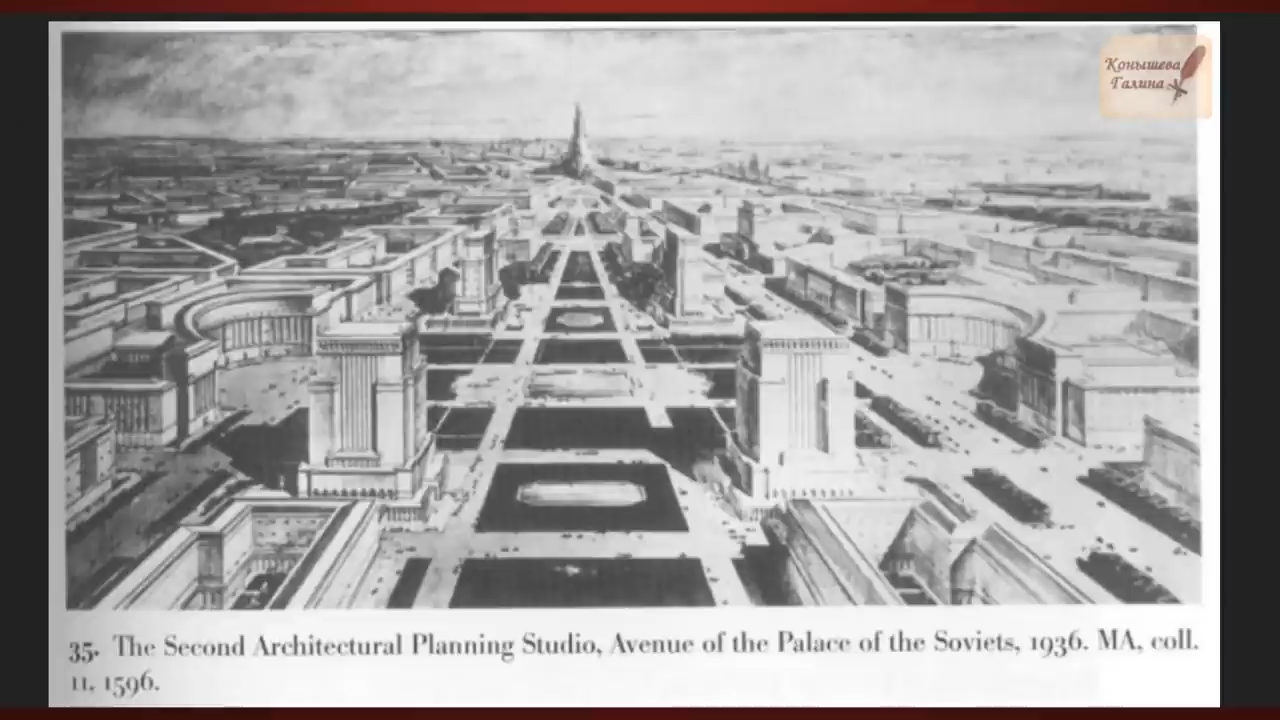 Конышева
Галина
35. The Second Architectural Planning Studio, Avenue of the Palace of the Soviets, 1936. MA, coll.
11, 1596.